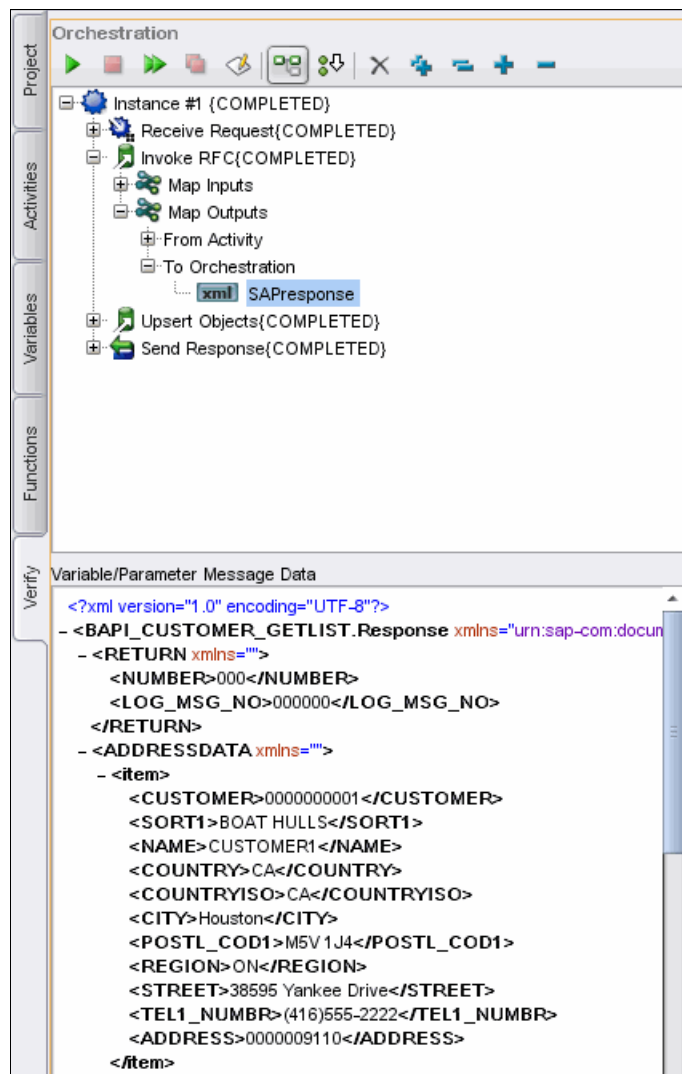 Orchestration
Project
Activities
Variables
Functions
Verify
Instance #1 {COMPLETED}
Receive Request{COMPLETED}
Invoke RFC{COMPLETED}
Map Inputs
Map Outputs
From Activity
To Orchestration
xml SAPresponse
Upsert Objects{COMPLETED}
Send Response{COMPLETED}
Variable/Parameter Message Data
<?xml version="1.0" encoding="UTF-8"?>
– <BAPI_CUSTOMER_GETLIST.Response xmlns="urn:sap-com:docum
– <RETURN xmlns="">
<NUMBER>000</NUMBER>
<LOG_MSG_NO>000000</LOG_MSG_NO>
</RETURN>
– <ADDRESSDATA xmlns="">
– <item>
<CUSTOMER>0000000001</CUSTOMER>
<SORT1>BOAT HULLS</SORT1>
<NAME>CUSTOMER1</NAME>
<COUNTRY>CA</COUNTRY>
<COUNTRYISO>CA</COUNTRYISO>
<CITY>Houston</CITY>
<POSTL_COD1>M5V 1J4</POSTL_COD1>
<REGION>ON</REGION>
<STREET>38595 Yankee Drive</STREET>
<TEL1_NUMBR>(416)555-2222</TEL1_NUMBR>
<ADDRESS>0000009110</ADDRESS>
</item>